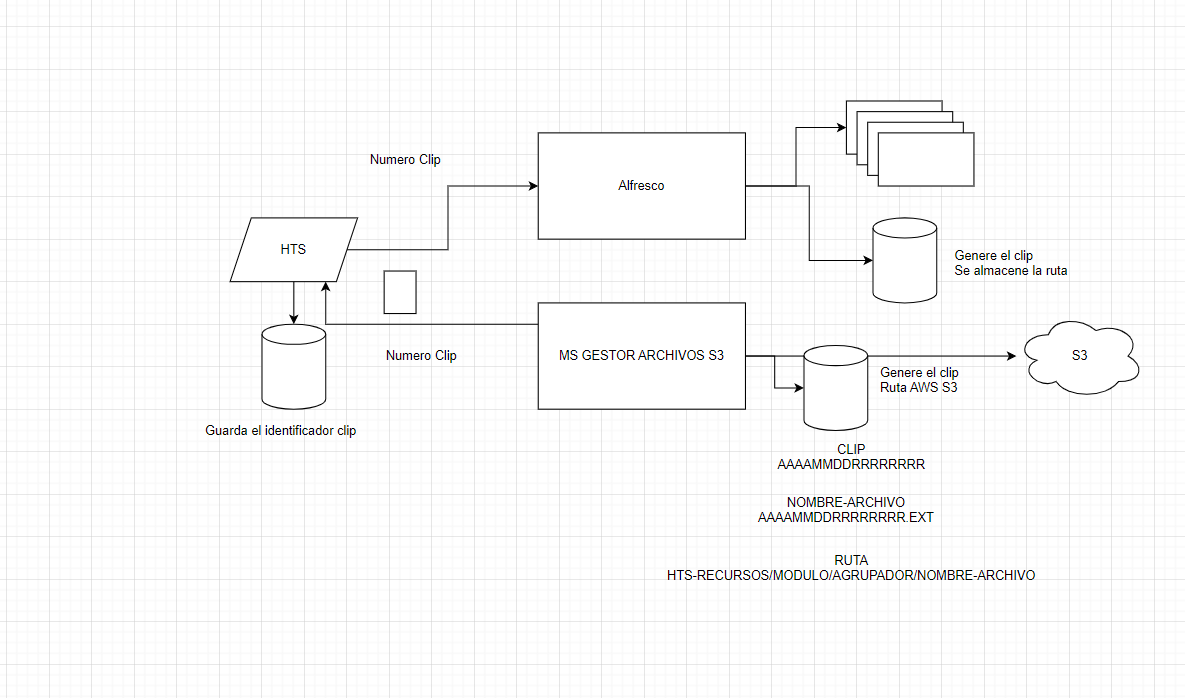 Numero Clip
Alfresco
HTS
Genere el clip
Se almacene la ruta
Numero Clip
MS GESTOR ARCHIVOS S3
S3
Genere el clip
Ruta AWS S3
Guarda el identificador clip
CLIP
AAAAMMDDRRRRRRRR
NOMBRE-ARCHIVO
AAAAMMDDRRRRRRRR.EXT
RUTA
HTS-RECURSOS/MODULO/AGRUPADOR/NOMBRE-ARCHIVO